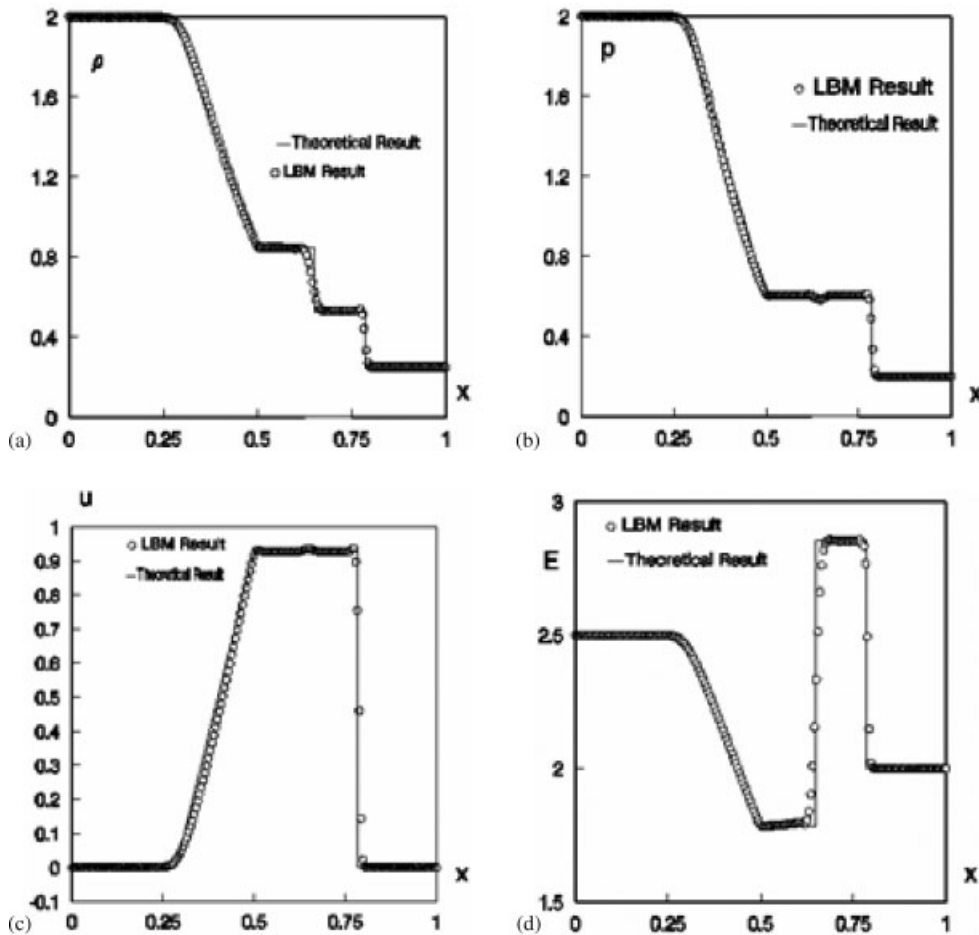 2
ρ
1.6
— Theoretical Result
○ LBM Result
1.2
0.8
0.4
0
X
0 0.25 0.5 0.75 1
(a)
2
p
1.6
○ LBM Result
— Theoretical Result
1.2
0.8
0.4
0
X
0 0.25 0.5 0.75 1
(b)
u
1
0.9
0.8
0.7
0.6
0.5
0.4
0.3
0.2
0.1
0
-0.1
○ LBM Result
— Theoretical Result
X
0 0.25 0.5 0.75 1
(c)
3
E
○ LBM Result
— Theoretical Result
2.5
2
1.5
X
0 0.25 0.5 0.75 1
(d)